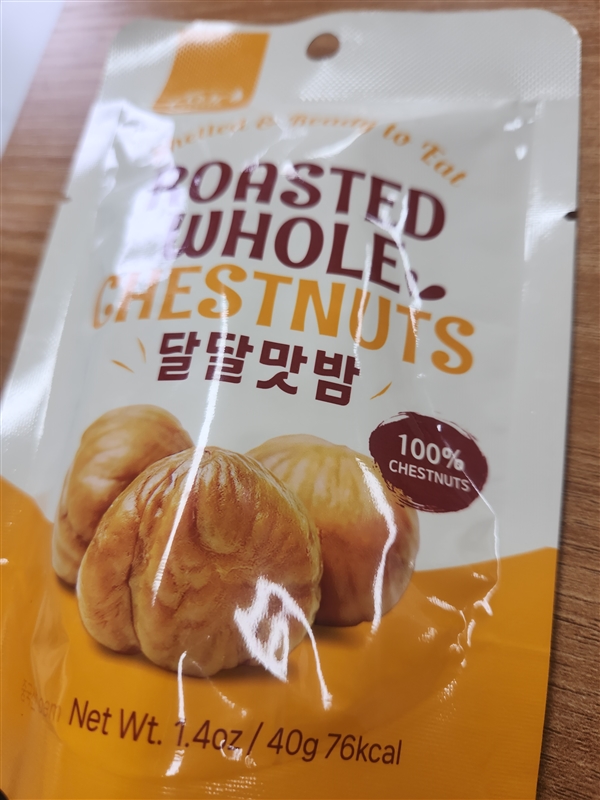 Shelled & Ready to Eat
ROASTED
WHOLE
CHESTNUTS
달달맛밤
100%
CHESTNUTS
Net Wt. 1.4oz / 40g 76kcal